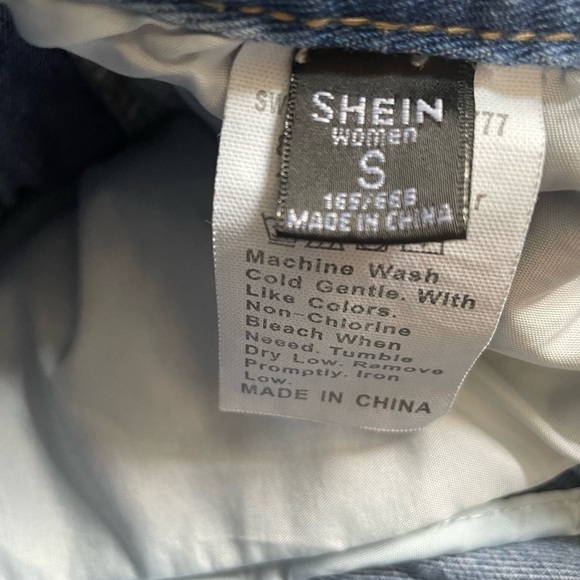 SHEIN
WOMEN
S
777
MADE IN CHINA
Machine Wash
Cold Gentle. With
Like Colors.
Non-Chlorine
Bleach When
Neeed. Tumble
Dry Low. Remove
Promptly. Iron
Low.
MADE IN CHINA